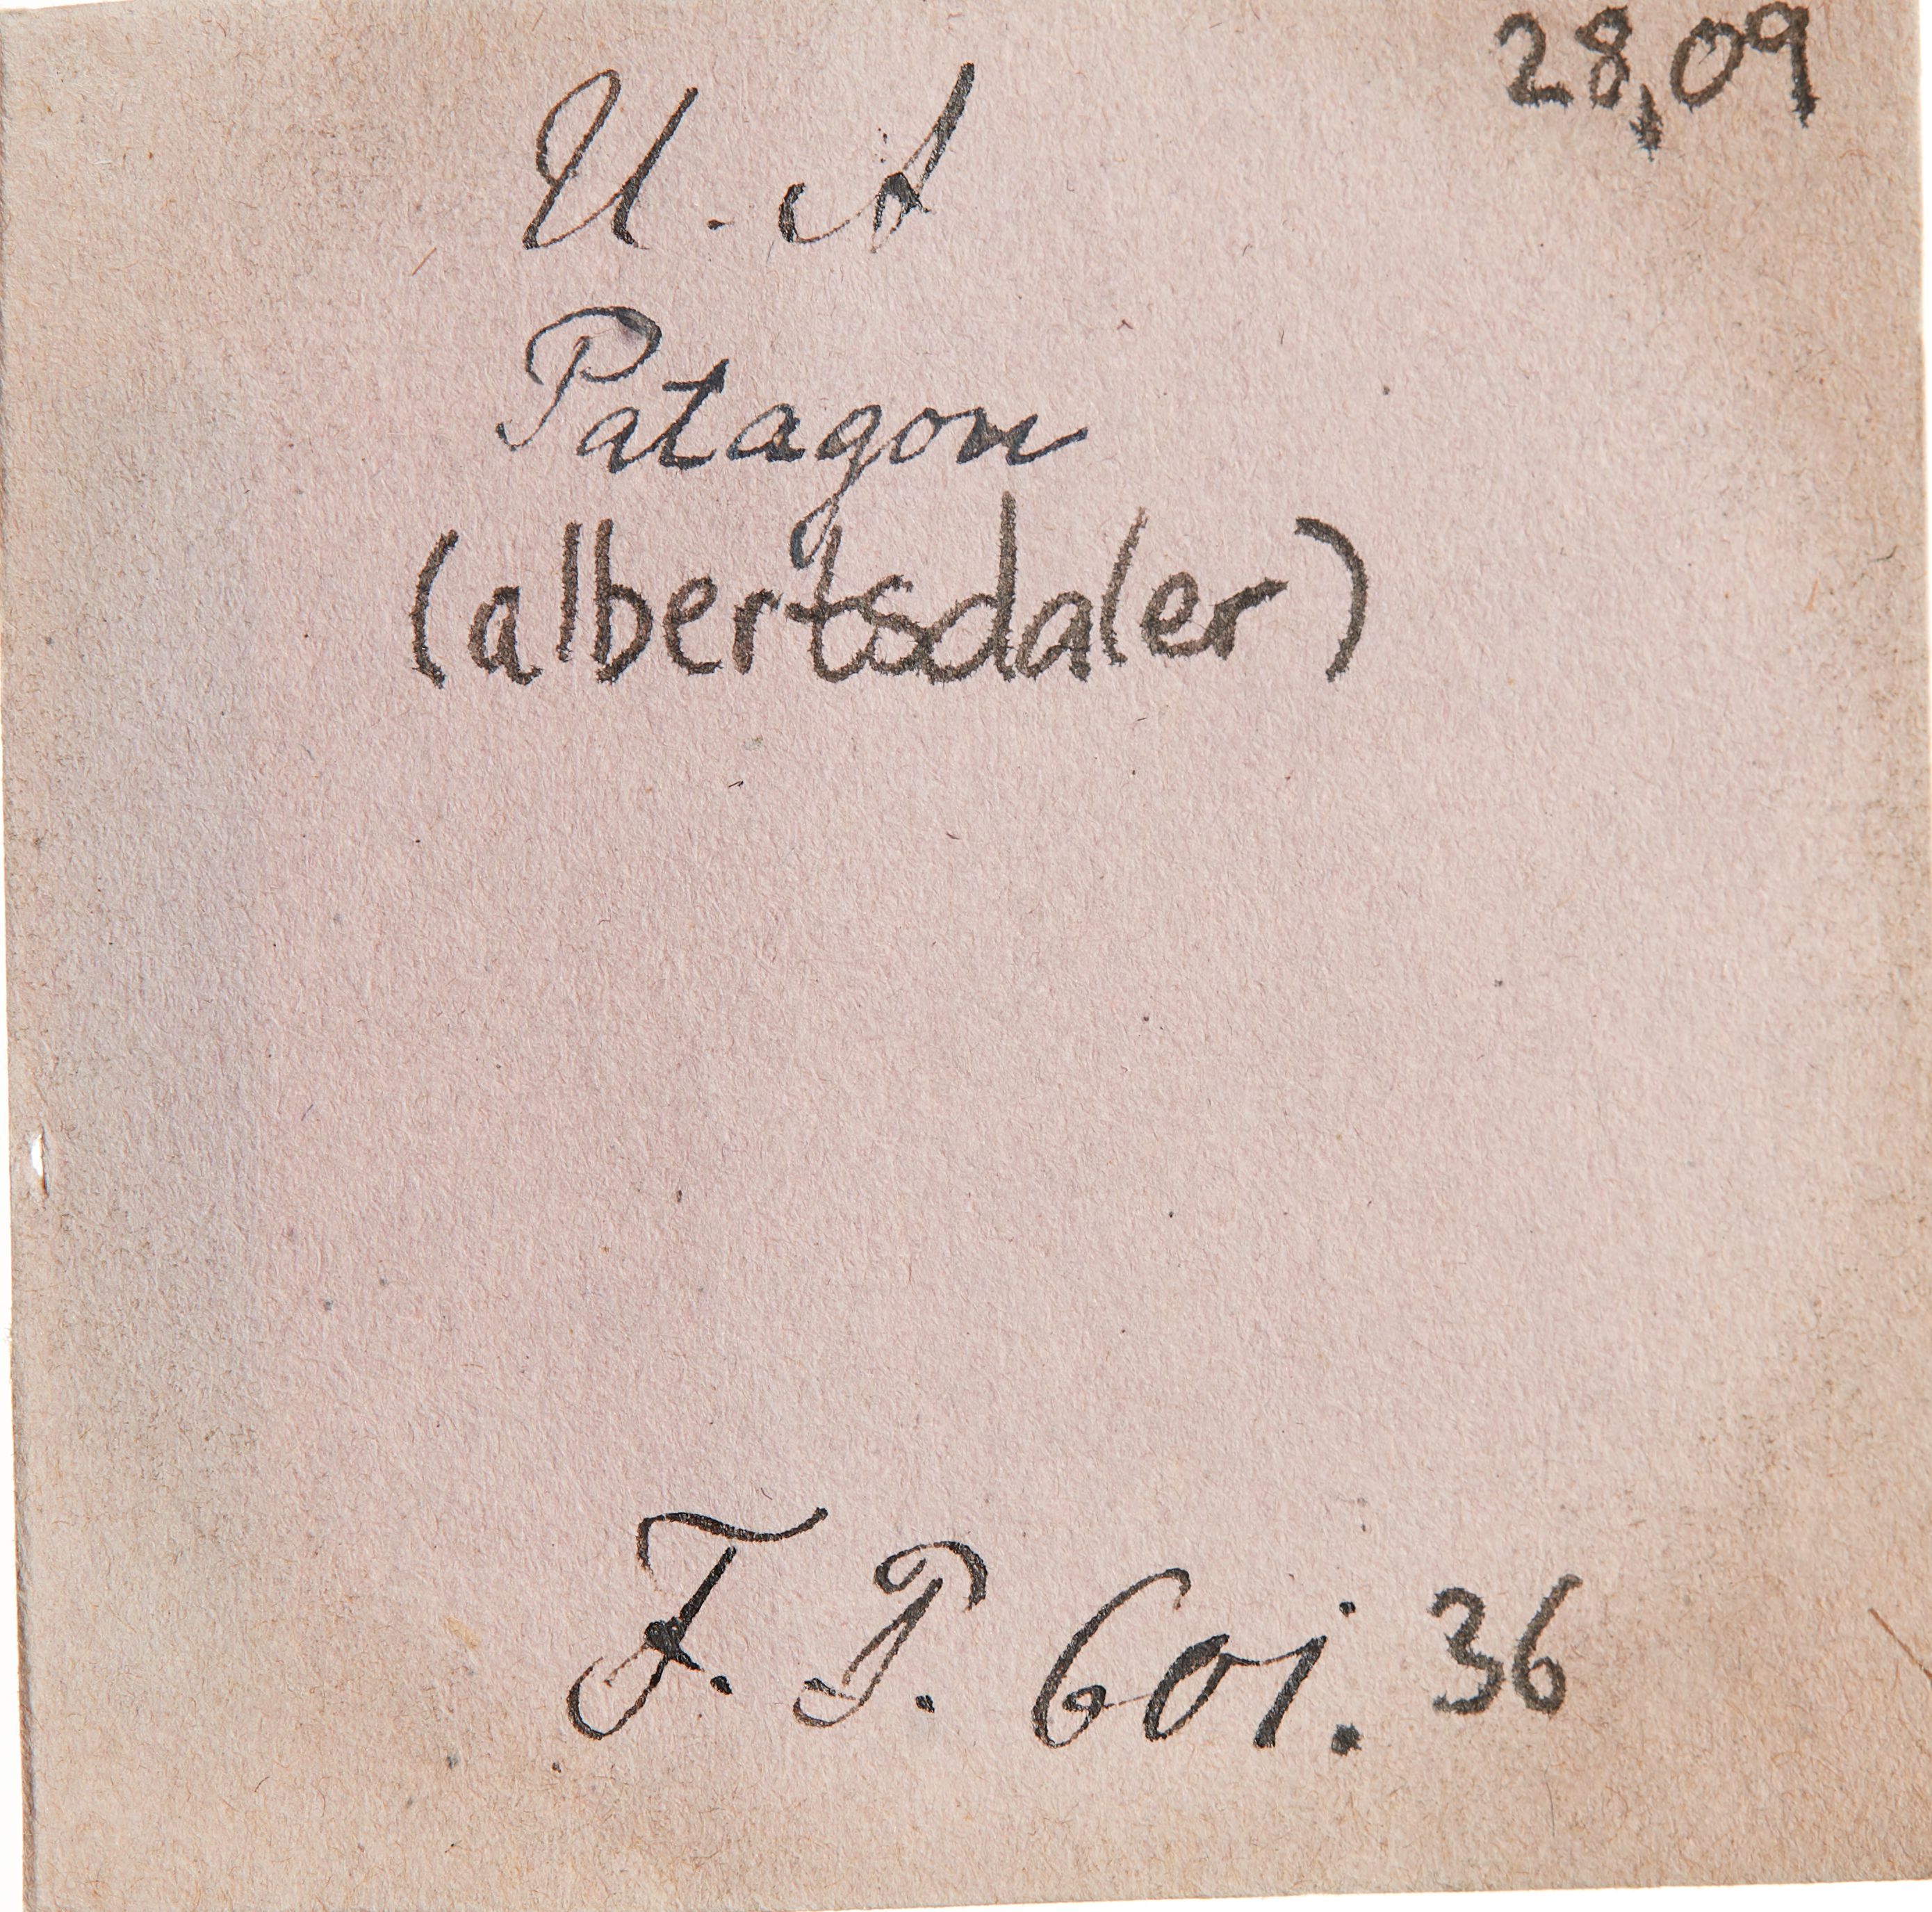 28,09
U. A
Patagon
(albertsdaler)
F. P. 601. 36